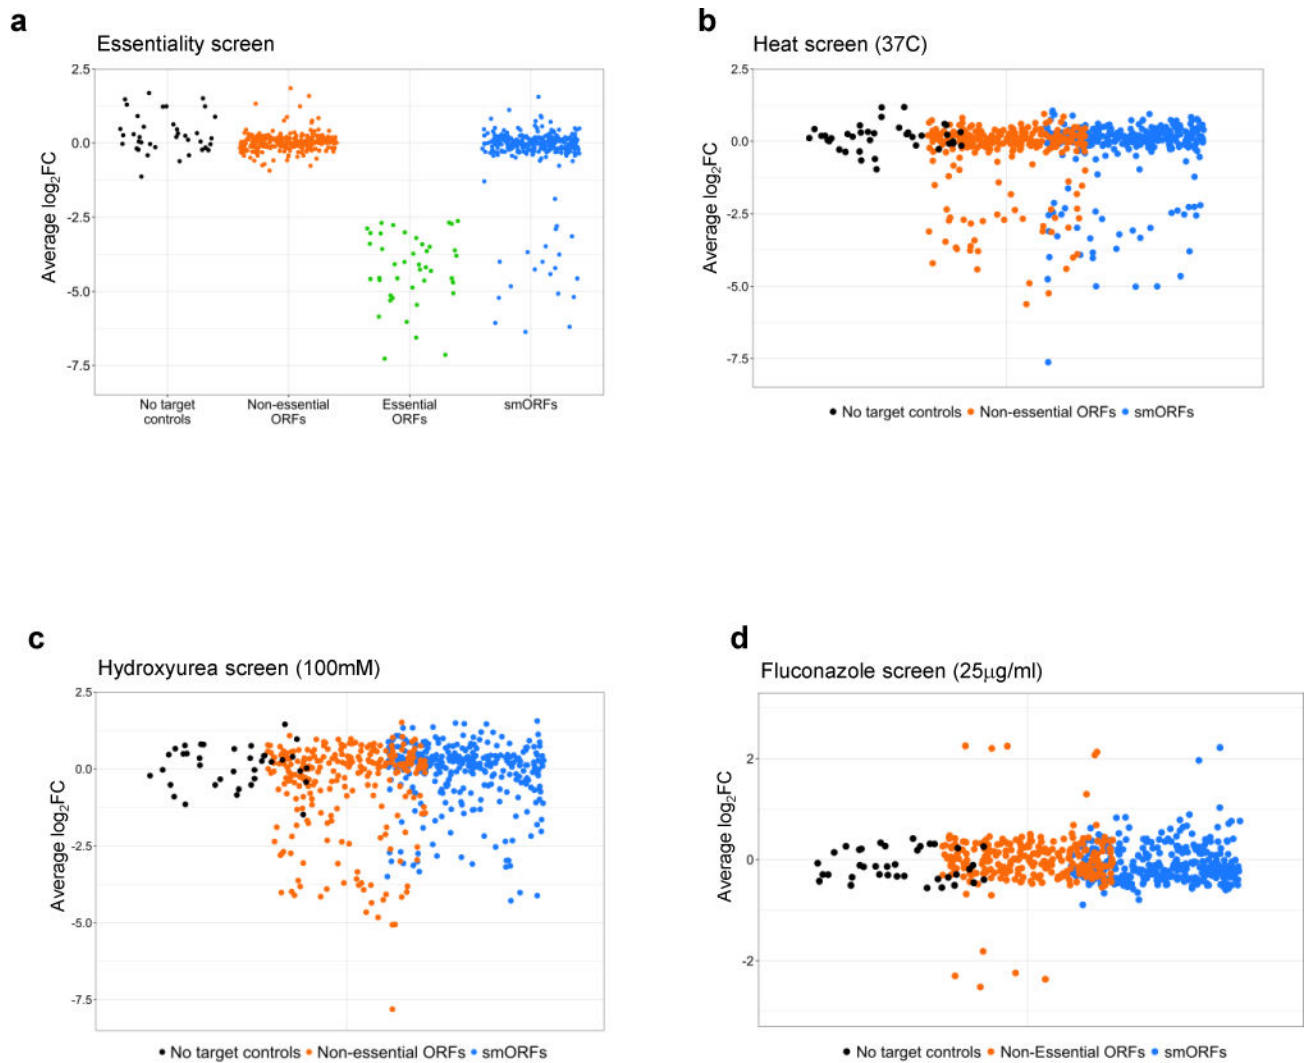 a
Essentiality screen
2.5
0.0
-2.5
-5.0
-7.5
Average log₂FC
No target
controls
Non-essential
ORFs
Essential
ORFs
smORFs
b
Heat screen (37C)
2.5
0.0
-2.5
-5.0
-7.5
Average log₂FC
No target controls Non-essential ORFs smORFs
c
Hydroxyurea screen (100mM)
2.5
0.0
-2.5
-5.0
-7.5
Average log₂FC
No target controls Non-essential ORFs smORFs
d
Fluconazole screen (25μg/ml)
2
0
-2
Average log₂FC
No target controls Non-Essential ORFs smORFs